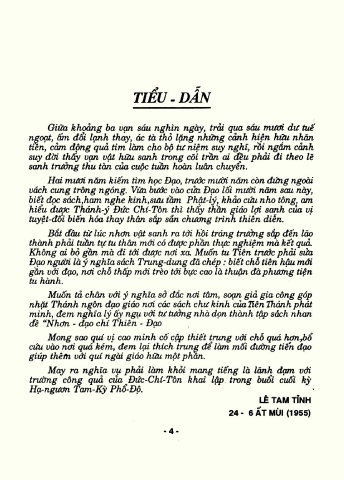 TIỂU - DẪN
Giữa khoảng ba vạn sáu nghìn ngày, trải qua sáu mươi dư tuế
ngoạt, ấm đổi lạnh thay, ác tà thỏ lặng những cảnh hiện hữu nhãn
tiền, cảm động quả tim làm cho bộ tư niệm suy nghĩ, rồi ngắm cảnh
suy đời thấy vạn vật hữu sanh trong cõi trần ai đều phải đi theo lẽ
sanh trưởng thu tàn của cuộc tuần hoàn luân chuyển.
Hai mươi năm kiếm tìm học Đạo, trước mười năm còn đứng ngoài
vách cung trông ngóng. Vừa bước vào cửa Đạo lối mười năm sau này,
biết đọc sách,ham nghe kinh,sưu tầm Phật-lý, khảo cứu nho tông, am
hiểu được Thánh-ý Đức Chí-Tôn thì thấy thần giáo lợi sanh của vị
tuyệt-đối biến hóa thay thân sắp sẵn chương trình thiên diễn.
Bắt đầu từ lúc nhơn vật sanh ra tới hồi tráng trưởng sắp đến lão
thành phải tuần tự tu thân mới có được phần thực nghiệm mà kết quả.
Không ai bỏ gần mà đi tới được nơi xa. Muốn tu Tiên trước phải sửa
Đạo người là ý nghĩa sách Trung-dung đã chép : biết chỗ tiên hậu mới
gần với đạo, nơi chỗ thấp mới trèo tới bực cao là thuận đà phương tiện
tu hành.
Muốn tả chơn với ý nghĩa sở đắc nơi tâm, soạn giả gia công góp
nhặt Thánh ngôn đạo giáo nơi các sách chư kinh của Tiên Thánh phát
minh, đem nghĩa lý ấy ngụ với tư tưởng nhà dọn thành tập sách nhan
đề “Nhơn - đạo chí Thiên - Đạo
Mong sao quí vị cao minh cố cập thiết trung với chỗ quá hơn,bổ
cứu vào nơi quá kém, đem lại thích trung để làm mối đường tiến đạo
giúp thêm với quí ngài giáo hữu một phần.
May ra nghĩa vụ phải làm khỏi mang tiếng là lảnh đạm với
trường công quả của Đức-Chí-Tôn khai lập trong buổi cuối kỳ
Hạ-ngươn Tam-Kỳ Phổ-Độ.
LÊ TAM TỈNH
24 - 6 ẤT MÙI (1955)
- 4 -